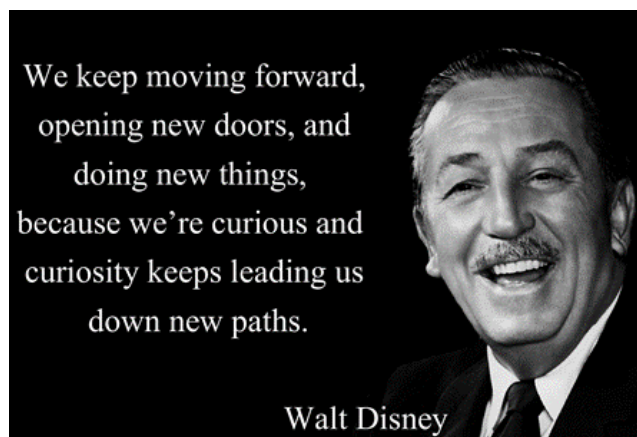 We keep moving forward,
opening new doors, and
doing new things,
because we’re curious and
curiosity keeps leading us
down new paths.
Walt Disney